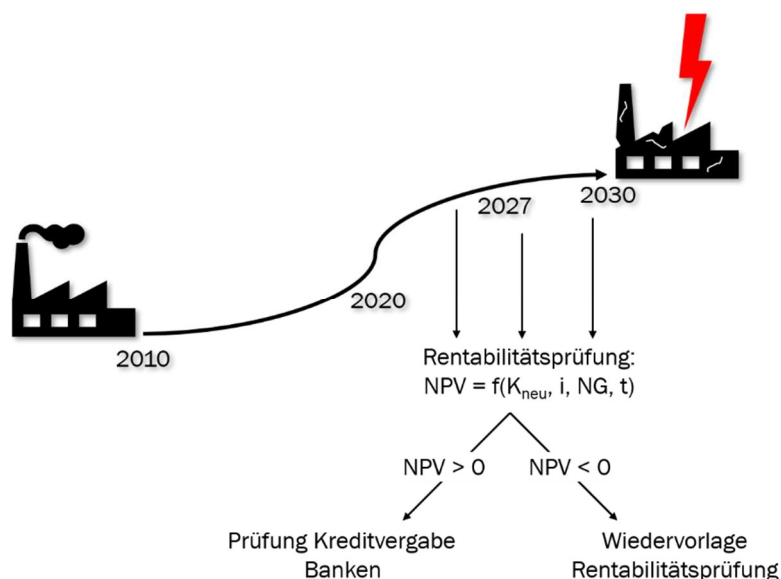 2030
2027
2020
2010
Rentabilitätsprüfung:
NPV = f(Kneu, i, NG, t)
NPV > 0
NPV < 0
Prüfung Kreditvergabe
Banken
Wiedervorlage
Rentabilitätsprüfung